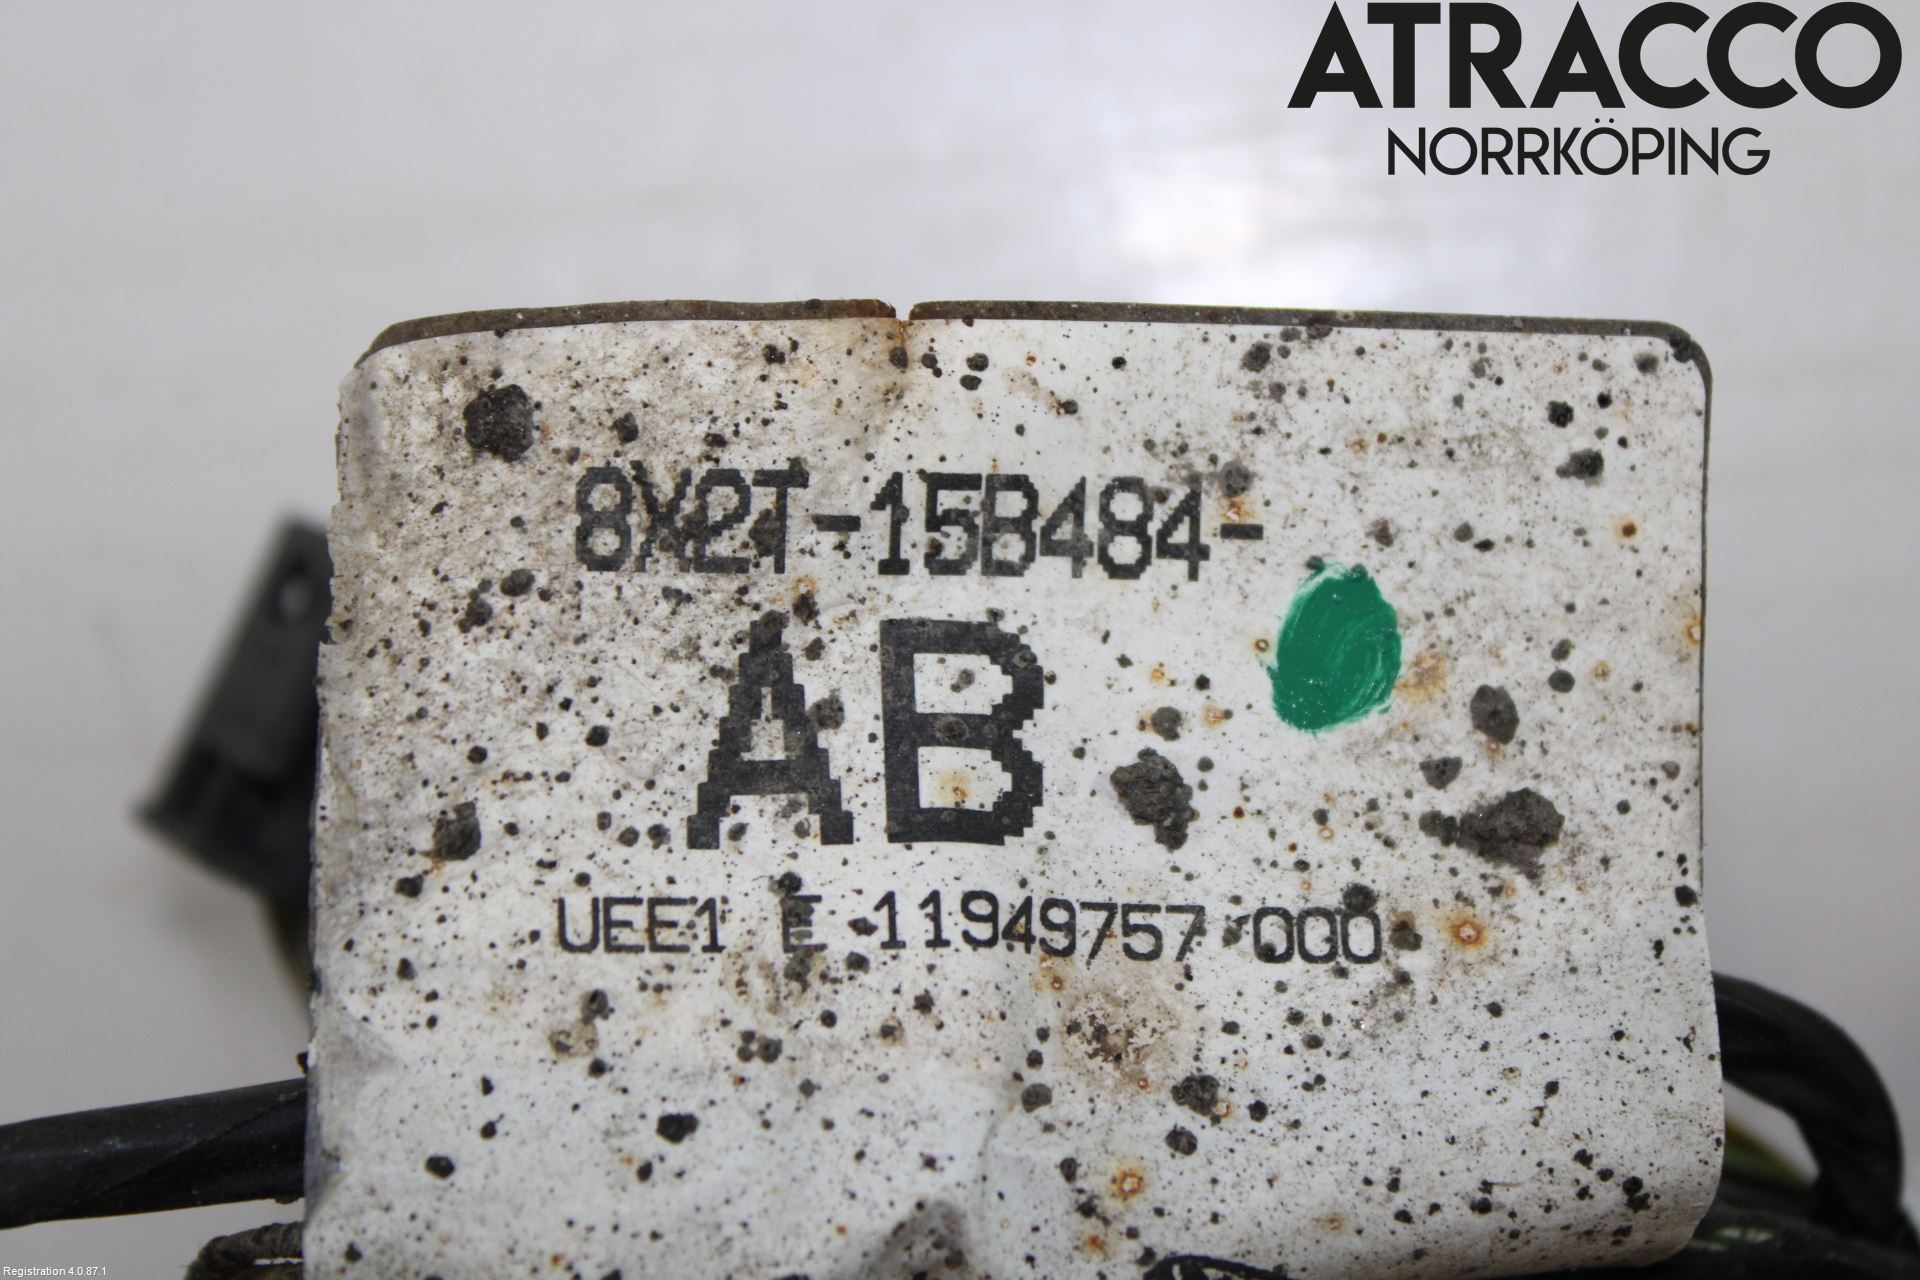 ATRACCO
NORRKÖPING
8X2T-15B484-
AB
UEE1 E 11949757 000
Registration 4.0.87.1